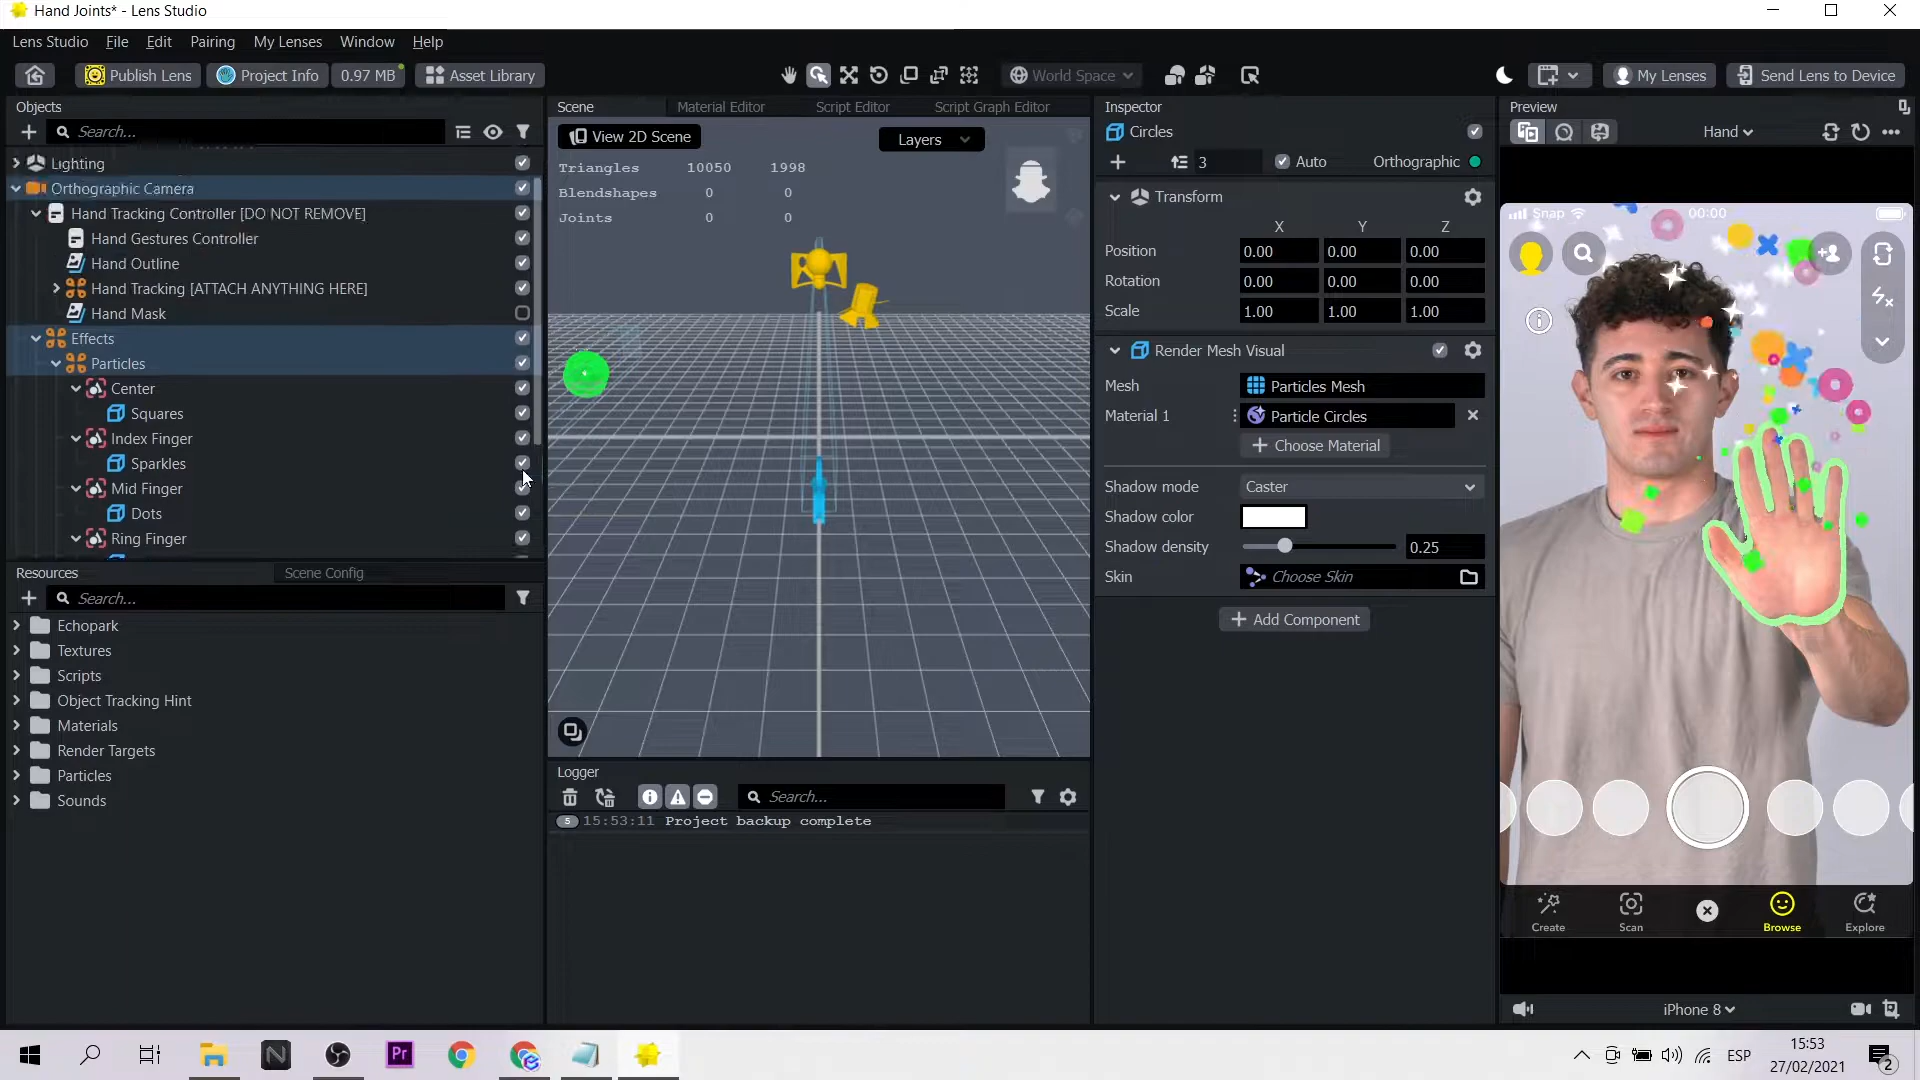 Hand Joints* - Lens Studio
Lens Studio File Edit Pairing My Lenses Window Help
Publish Lens Project Info 0.97 MB Asset Library World Space My Lenses Send Lens to Device
Objects
Search...
Lighting
Orthographic Camera
Hand Tracking Controller [DO NOT REMOVE]
Hand Gestures Controller
Hand Outline
Hand Tracking [ATTACH ANYTHING HERE]
Hand Mask
Effects
Particles
Center
Squares
Index Finger
Sparkles
Mid Finger
Dots
Ring Finger
Resources Scene Config
Search...
Echopark
Textures
Scripts
Object Tracking Hint
Materials
Render Targets
Particles
Sounds
Scene Material Editor Script Editor Script Graph Editor
View 2D Scene Layers
Triangles 10050 1998
Blendshapes 0 0
Joints 0 0
Logger
Search...
5 15:53:11 Project backup complete
Inspector
Circles
3 Auto Orthographic
Transform
X Y Z
Position 0.00 0.00 0.00
Rotation 0.00 0.00 0.00
Scale 1.00 1.00 1.00
Render Mesh Visual
Mesh Particles Mesh
Material 1 Particle Circles
+ Choose Material
Shadow mode Caster
Shadow color
Shadow density 0.25
Skin Choose Skin
+ Add Component
Preview
Hand
Snap 00:00
Create Scan Browse Explore
iPhone 8
Pr
ESP
15:53
27/02/2021
2